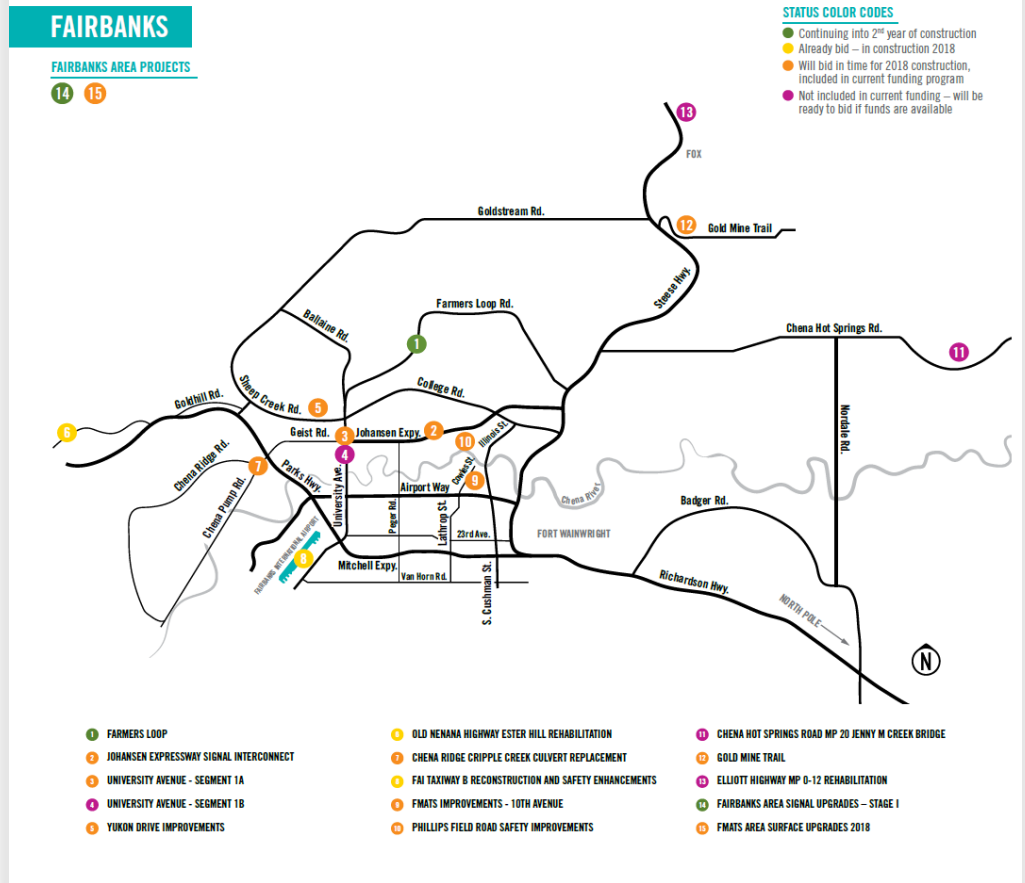 FAIRBANKS
FAIRBANKS AREA PROJECTS
14 15
STATUS COLOR CODES
Continuing into 2nd year of construction
Already bid – in construction 2018
Will bid in time for 2018 construction,
included in current funding program
Not included in current funding – will be
ready to bid if funds are available
13
FOX
Goldstream Rd.
12
Gold Mine Trail
Steese Hwy.
Farmers Loop Rd.
Ballaine Rd.
1
Chena Hot Springs Rd.
11
Sheep Creek Rd.
5
College Rd.
Goldhill Rd.
6
Geist Rd.
3
Johansen Expy.
2
10
Illinois St.
Nordale Rd.
4
Chena Ridge Rd.
7
Parks Hwy.
Cowles St.
9
Chena Pump Rd.
University Ave.
Airport Way
Chena River
Badger Rd.
Peger Rd.
Lathrop St.
23rd Ave.
FORT WAINWRIGHT
FAIRBANKS INTERNATIONAL AIRPORT
8
Mitchell Expy.
Van Horn Rd.
S. Cushman St.
Richardson Hwy.
NORTH POLE
N
1 FARMERS LOOP
2 JOHANSEN EXPRESSWAY SIGNAL INTERCONNECT
3 UNIVERSITY AVENUE - SEGMENT 1A
4 UNIVERSITY AVENUE - SEGMENT 1B
5 YUKON DRIVE IMPROVEMENTS
6 OLD NENANA HIGHWAY ESTER HILL REHABILITATION
7 CHENA RIDGE CRIPPLE CREEK CULVERT REPLACEMENT
8 FAI TAXIWAY B RECONSTRUCTION AND SAFETY ENHANCEMENTS
9 FMATS IMPROVEMENTS - 10TH AVENUE
10 PHILLIPS FIELD ROAD SAFETY IMPROVEMENTS
11 CHENA HOT SPRINGS ROAD MP 20 JENNY M CREEK BRIDGE
12 GOLD MINE TRAIL
13 ELLIOTT HIGHWAY MP 0-12 REHABILITATION
14 FAIRBANKS AREA SIGNAL UPGRADES – STAGE I
15 FMATS AREA SURFACE UPGRADES 2018